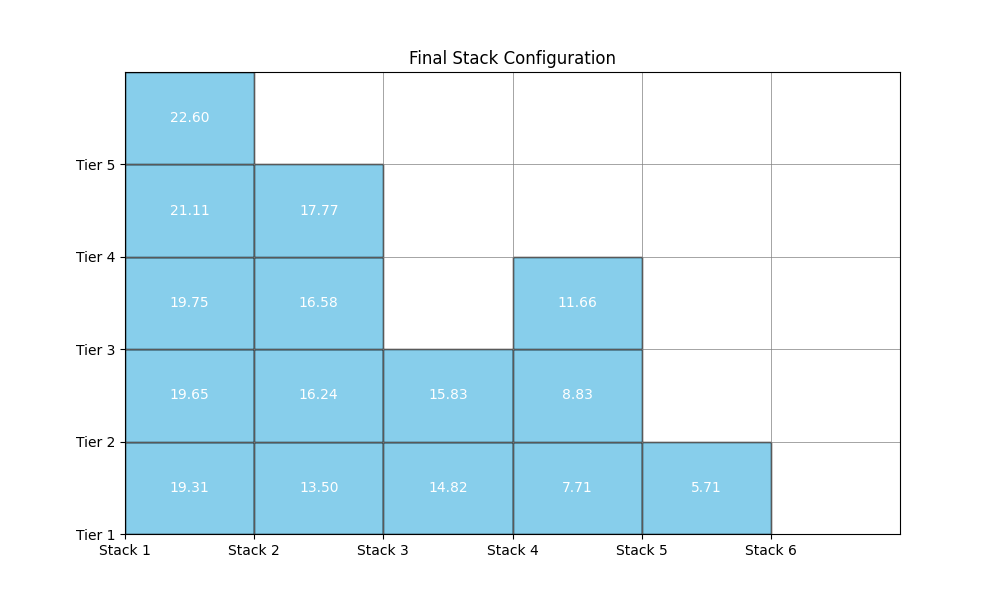 Final Stack Configuration
22.60
Tier 5
21.11 17.77
Tier 4
19.75 16.58 11.66
Tier 3
19.65 16.24 15.83 8.83
Tier 2
19.31 13.50 14.82 7.71 5.71
Tier 1
Stack 1 Stack 2 Stack 3 Stack 4 Stack 5 Stack 6